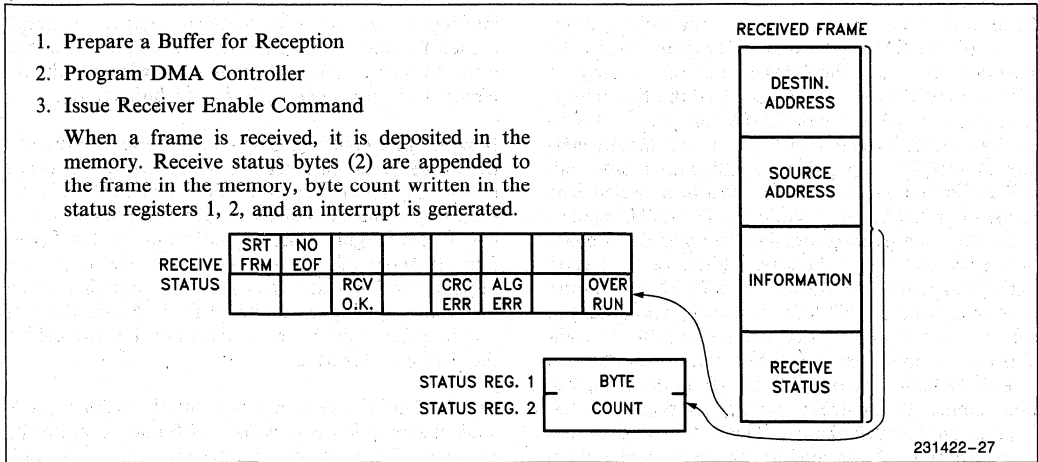 1. Prepare a Buffer for Reception
2. Program DMA Controller
3. Issue Receiver Enable Command
When a frame is received, it is deposited in the
memory. Receive status bytes (2) are appended to
the frame in the memory, byte count written in the
status registers 1, 2, and an interrupt is generated.
RECEIVE STATUS
SRT FRM
NO EOF
RCV O.K.
CRC ERR
ALG ERR
OVER RUN
STATUS REG. 1
STATUS REG. 2
BYTE
COUNT
RECEIVED FRAME
DESTIN.
ADDRESS
SOURCE
ADDRESS
INFORMATION
RECEIVE
STATUS
231422-27